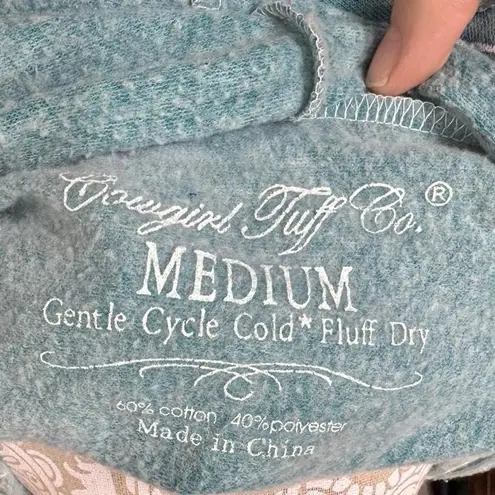 Cowgirl Tuff Co.®
MEDIUM
Gentle Cycle Cold* Fluff Dry
60% cotton 40% polyester
Made in China